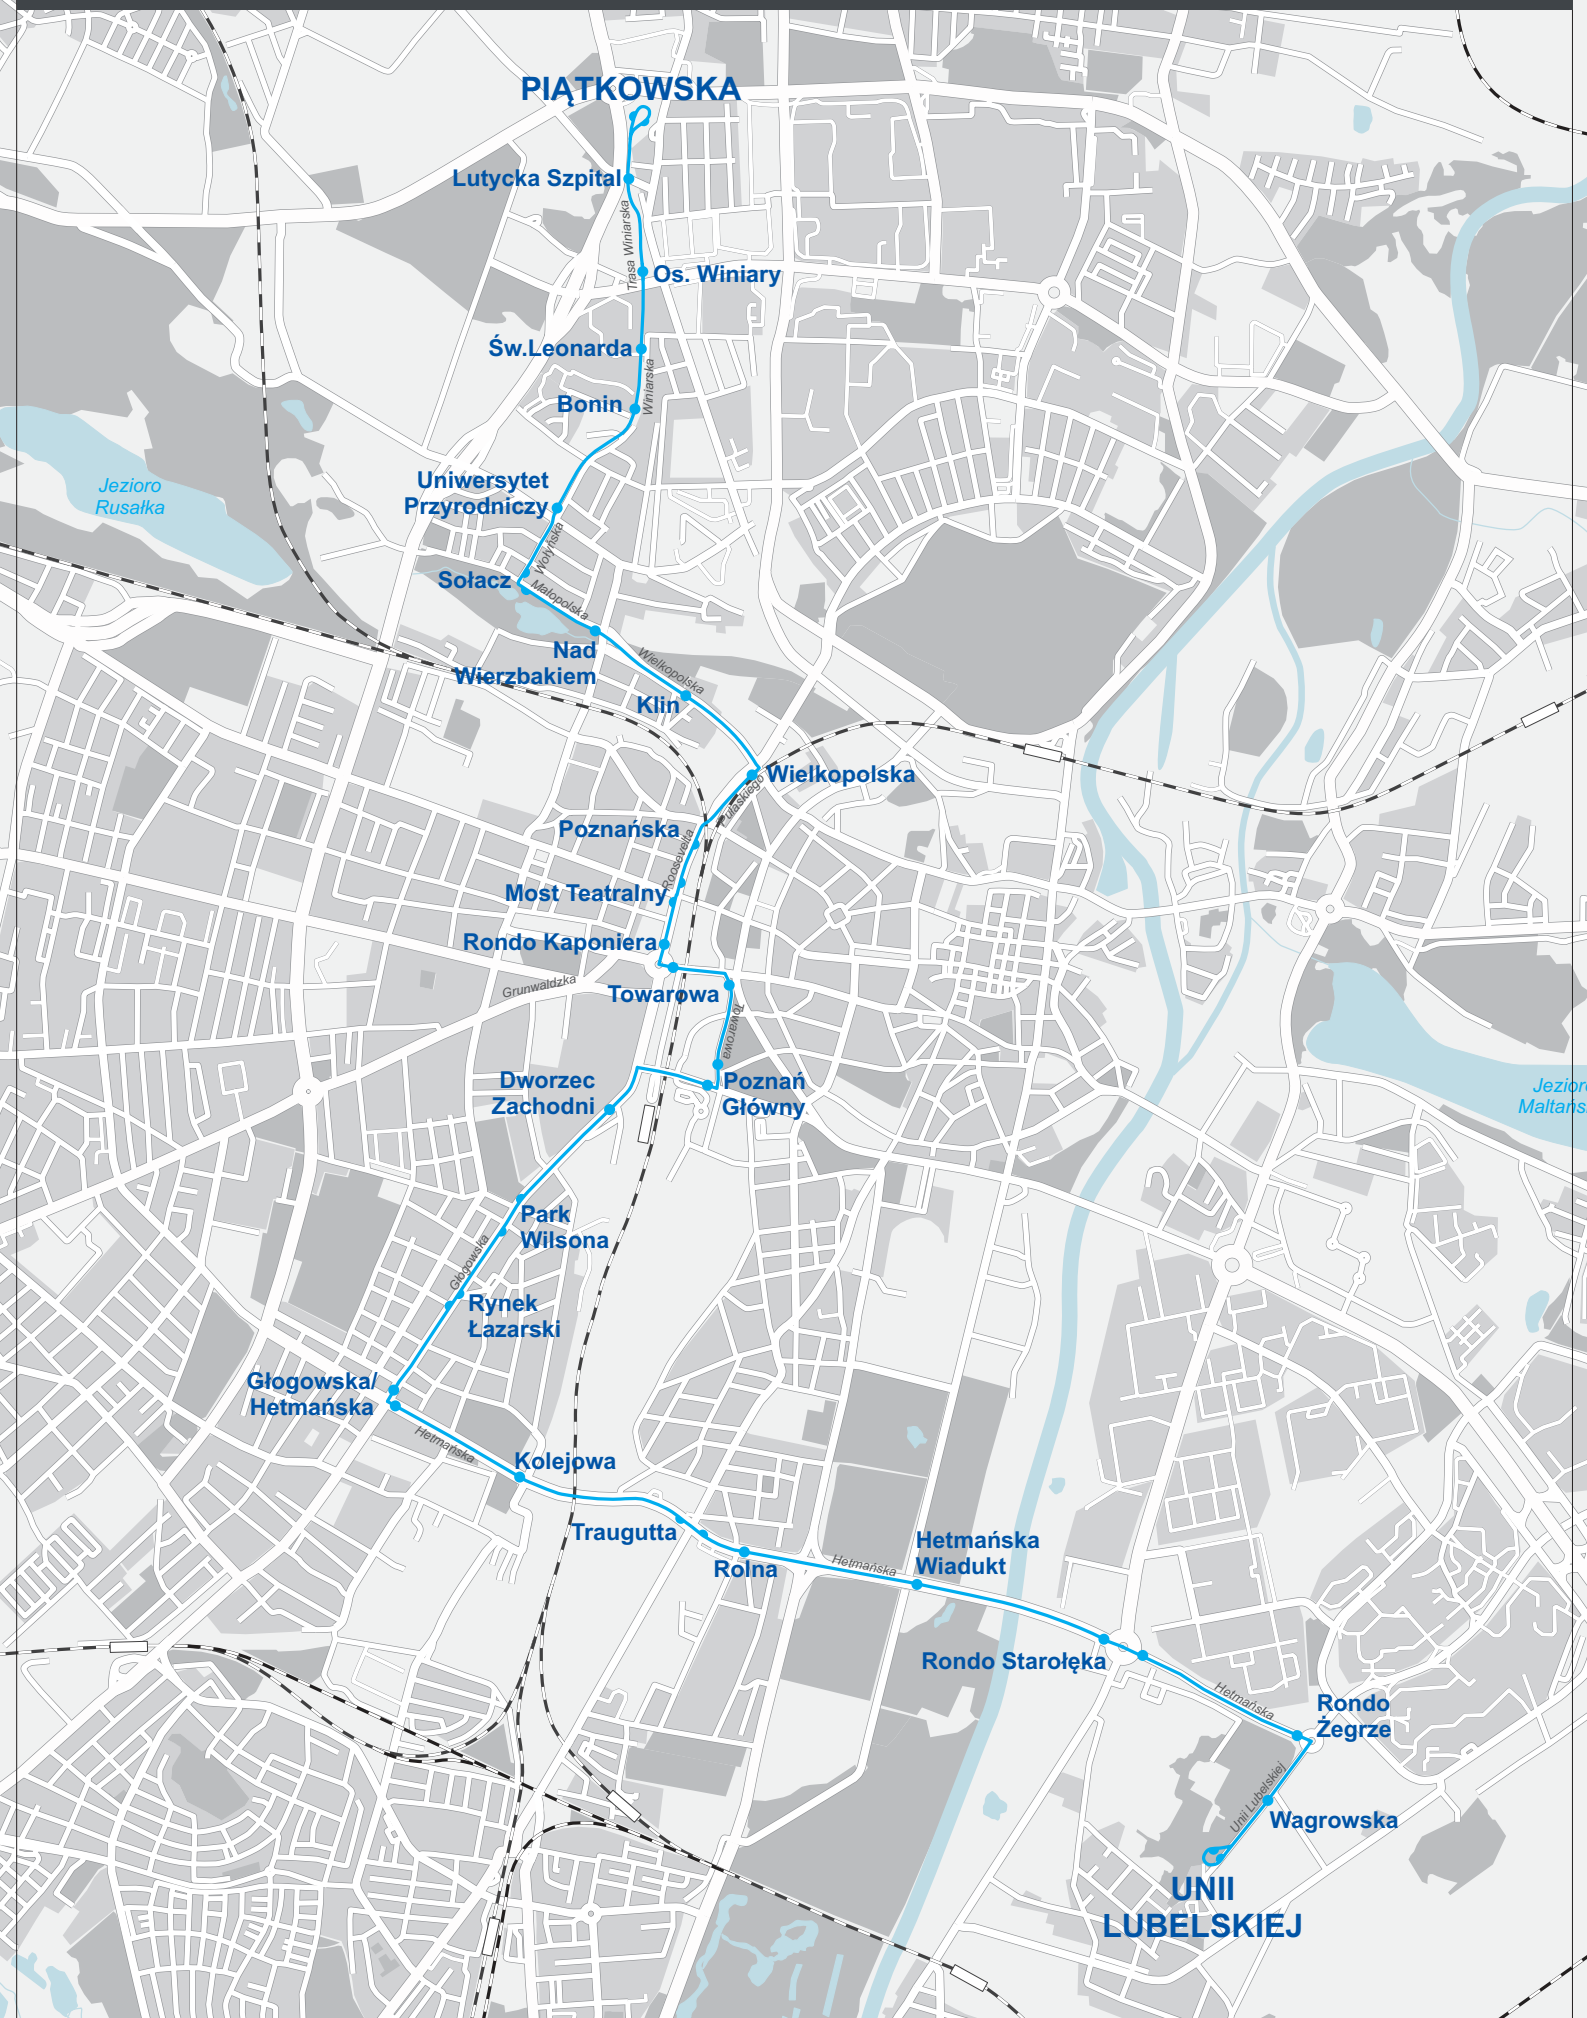 PIĄTKOWSKA
Lutycka Szpital
Trasa Winiarska
Os. Winiary
Św.Leonarda
Winiarska
Bonin
Uniwersytet
Przyrodniczy
Jezioro
Rusałka
Wołyńska
Sołacz
Małopolska
Nad
Wierzbakiem
Wielkopolska
Klin
Wielkopolska
Pułaskiego
Poznańska
Roosevelta
Most Teatralny
Rondo Kaponiera
Grunwaldzka
Towarowa
Towarowa
Dworzec
Zachodni
Poznań
Główny
Park
Wilsona
Głogowska
Rynek
Łazarski
Głogowska/
Hetmańska
Hetmańska
Kolejowa
Traugutta
Rolna
Hetmańska
Hetmańska
Wiadukt
Rondo Starołęka
Hetmańska
Rondo
Żegrze
Unii Lubelskiej
Wagrowska
UNII
LUBELSKIEJ